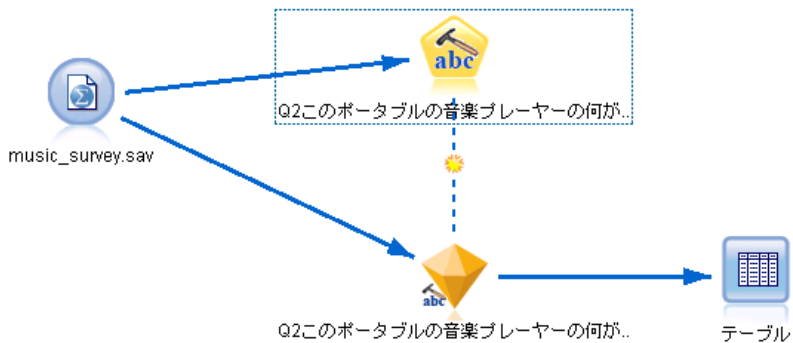 abc
Q2このポータブルの音楽プレーヤーの何が..
music_survey.sav
abc
Q2このポータブルの音楽プレーヤーの何が..
テーブル